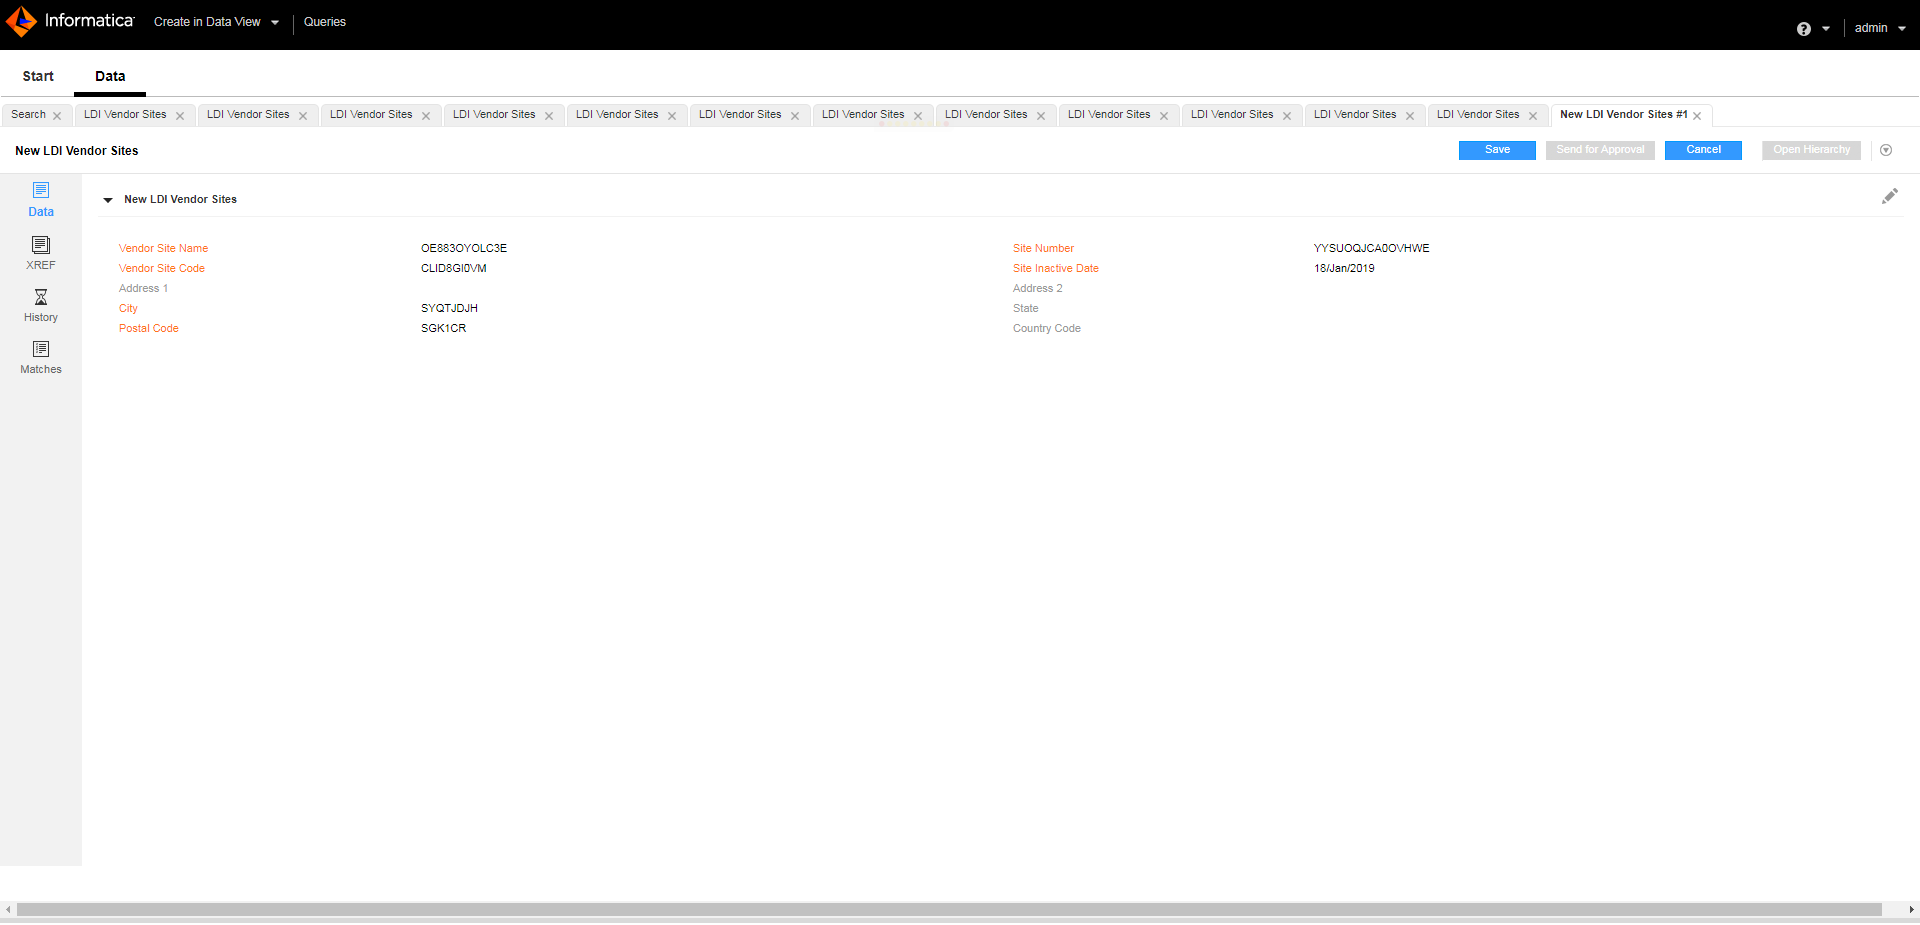 Informatica Create in Data View Queries ? admin
Start Data
Search LDI Vendor Sites LDI Vendor Sites LDI Vendor Sites LDI Vendor Sites LDI Vendor Sites LDI Vendor Sites LDI Vendor Sites LDI Vendor Sites LDI Vendor Sites LDI Vendor Sites LDI Vendor Sites LDI Vendor Sites New LDI Vendor Sites #1
New LDI Vendor Sites Save Send for Approval Cancel Open Hierarchy
Data
XREF
History
Matches
New LDI Vendor Sites
Vendor Site Name OE883OYOLC3E Site Number YYSUOQJCA0OVHWE
Vendor Site Code CLID8GI0VM Site Inactive Date 18/Jan/2019
Address 1 Address 2
City SYQTJDJH State
Postal Code SGK1CR Country Code